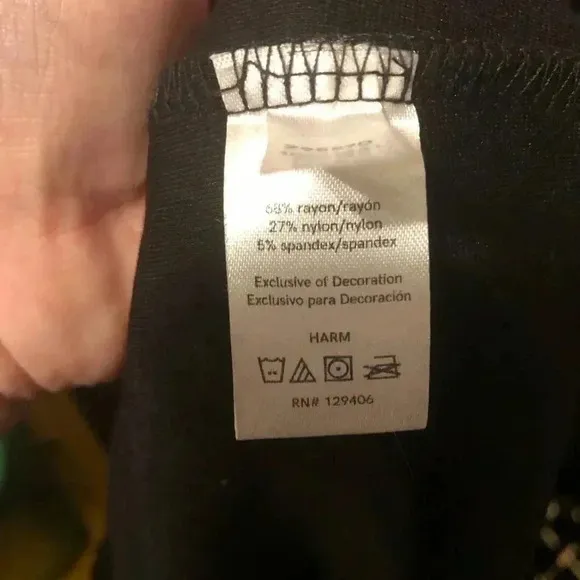 68% rayon/rayón
27% nylon/nylon
5% spandex/spandex
Exclusive of Decoration
Exclusivo para Decoración
HARM
RN# 129406